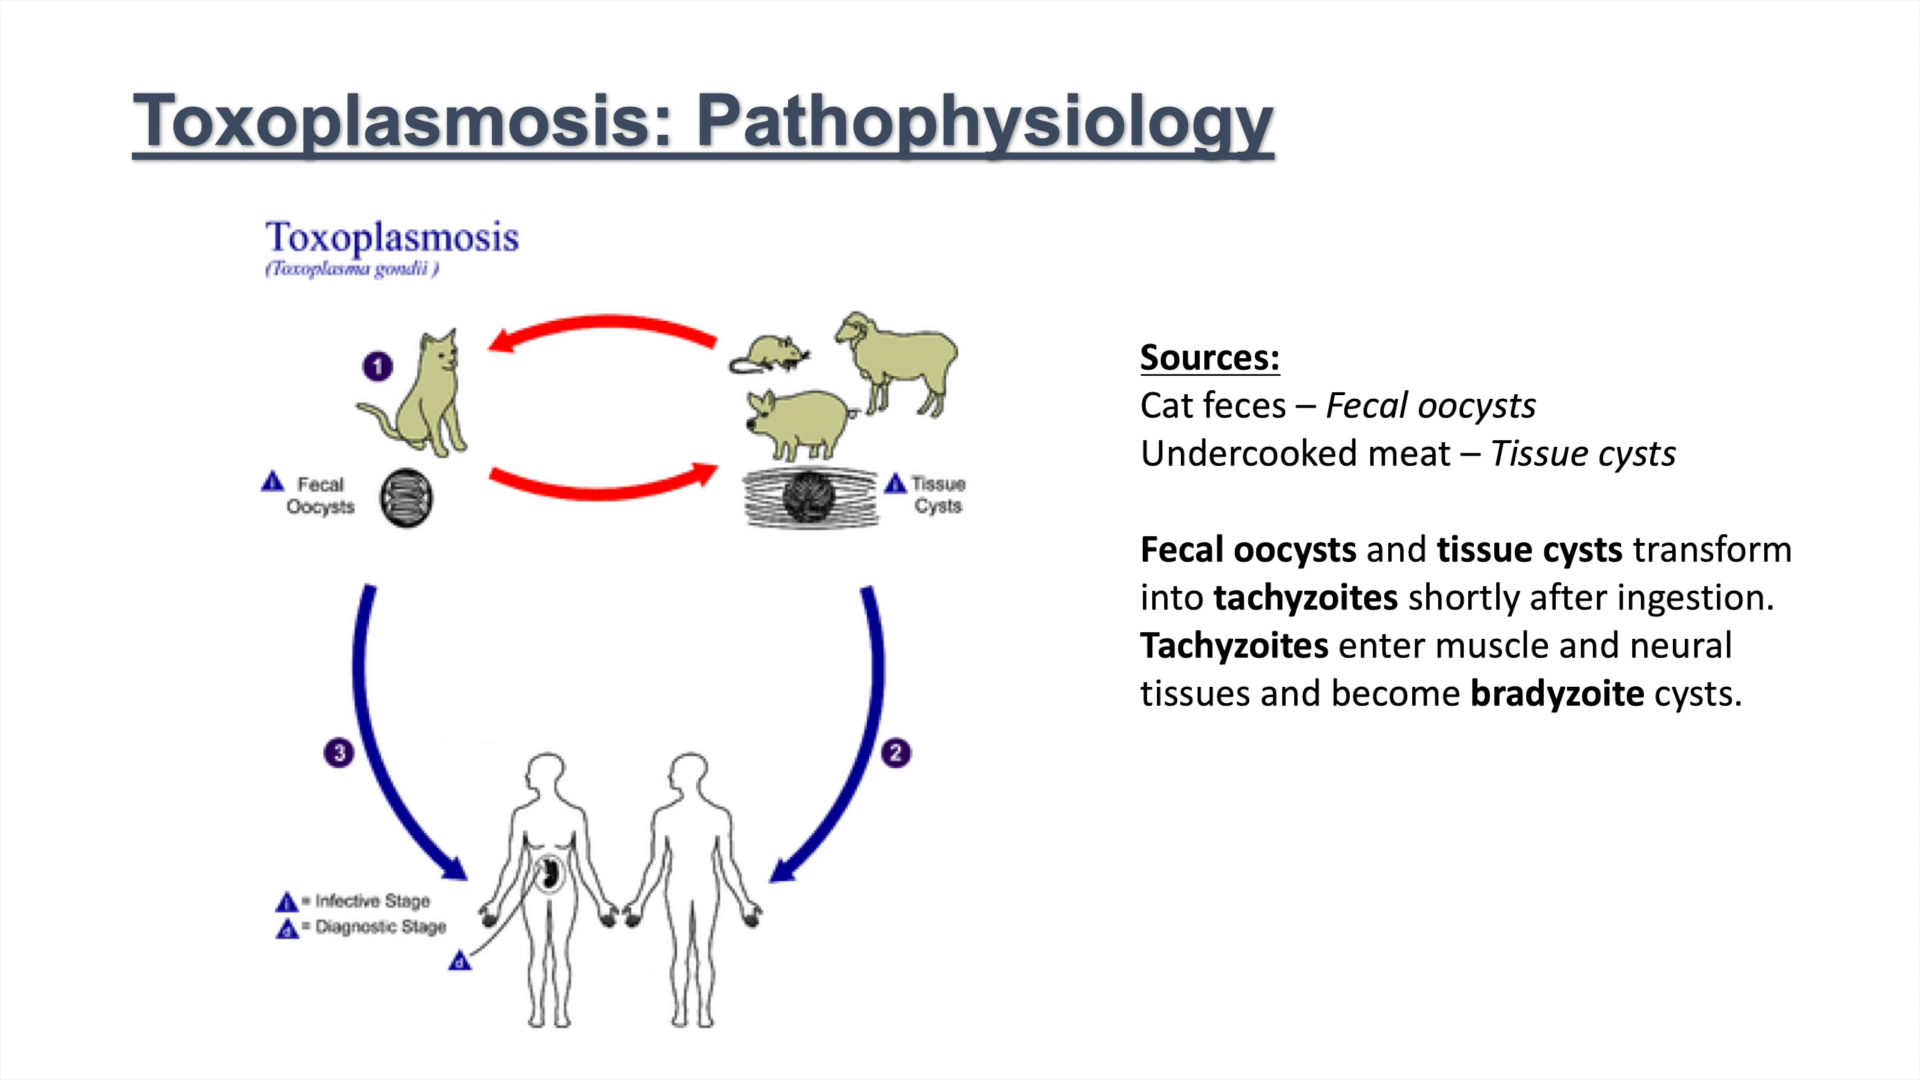 Toxoplasmosis: Pathophysiology
Toxoplasmosis
(Toxoplasma gondii )
1
i Fecal
Oocysts
i Tissue
Cysts
3
2
i = Infective Stage
d = Diagnostic Stage
d
Sources:
Cat feces – Fecal oocysts
Undercooked meat – Tissue cysts
Fecal oocysts and tissue cysts transform
into tachyzoites shortly after ingestion.
Tachyzoites enter muscle and neural
tissues and become bradyzoite cysts.